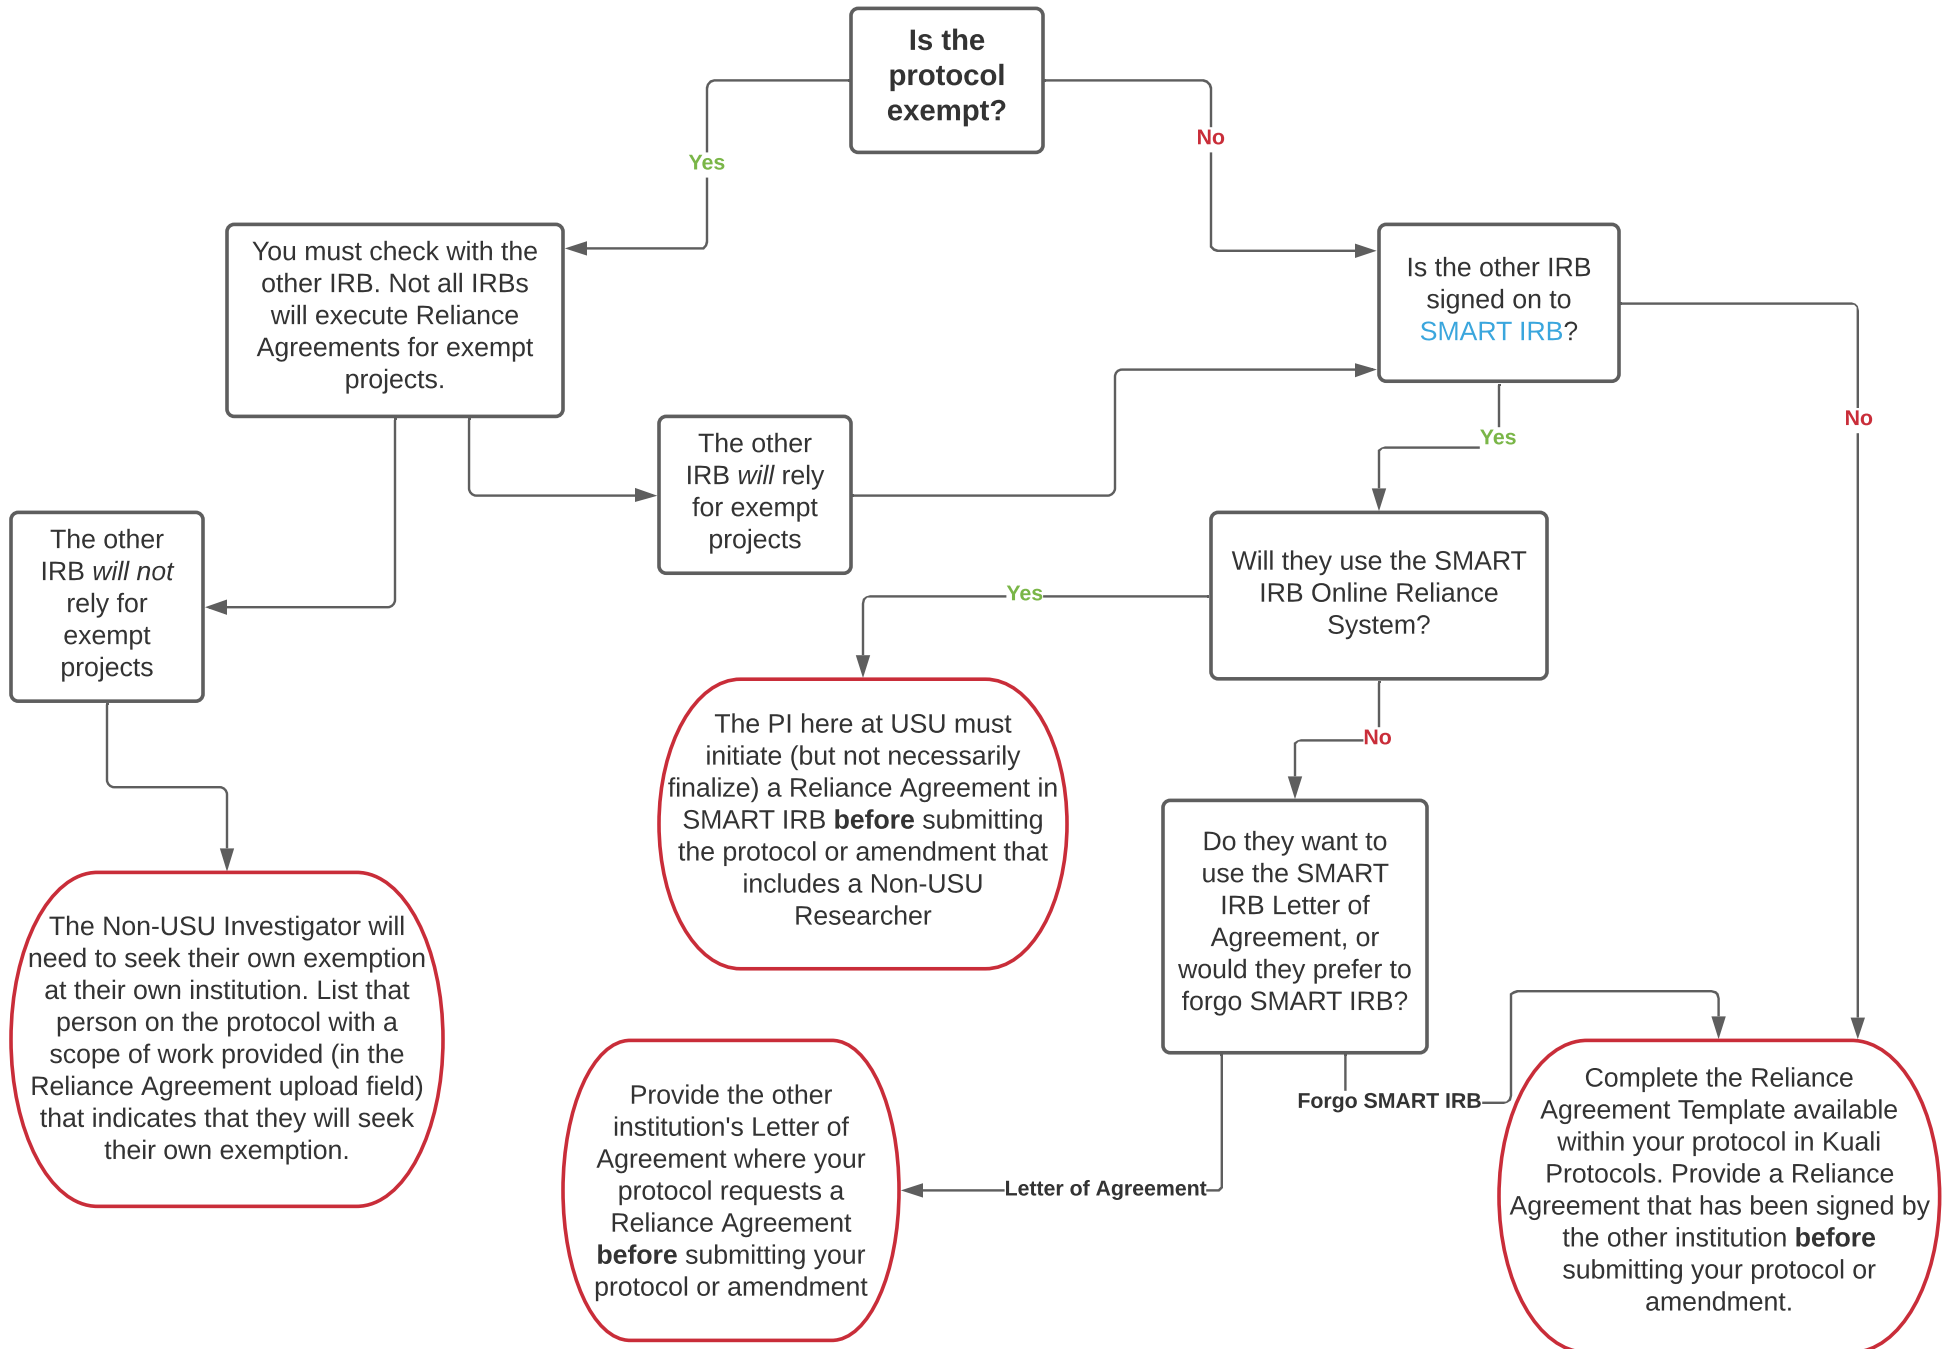 Is the
protocol
exempt?
Yes
No
You must check with the
other IRB. Not all IRBs
will execute Reliance
Agreements for exempt
projects.
Is the other IRB
signed on to
SMART IRB?
The other
IRB will rely
for exempt
projects
Yes
No
The other
IRB will not
rely for
exempt
projects
Will they use the SMART
IRB Online Reliance
System?
Yes
No
The PI here at USU must
initiate (but not necessarily
finalize) a Reliance Agreement in
SMART IRB before submitting
the protocol or amendment that
includes a Non-USU
Researcher
Do they want to
use the SMART
IRB Letter of
Agreement, or
would they prefer to
forgo SMART IRB?
The Non-USU Investigator will
need to seek their own exemption
at their own institution. List that
person on the protocol with a
scope of work provided (in the
Reliance Agreement upload field)
that indicates that they will seek
their own exemption.
Forgo SMART IRB
Letter of Agreement
Provide the other
institution's Letter of
Agreement where your
protocol requests a
Reliance Agreement
before submitting your
protocol or amendment
Complete the Reliance
Agreement Template available
within your protocol in Kuali
Protocols. Provide a Reliance
Agreement that has been signed by
the other institution before
submitting your protocol or
amendment.